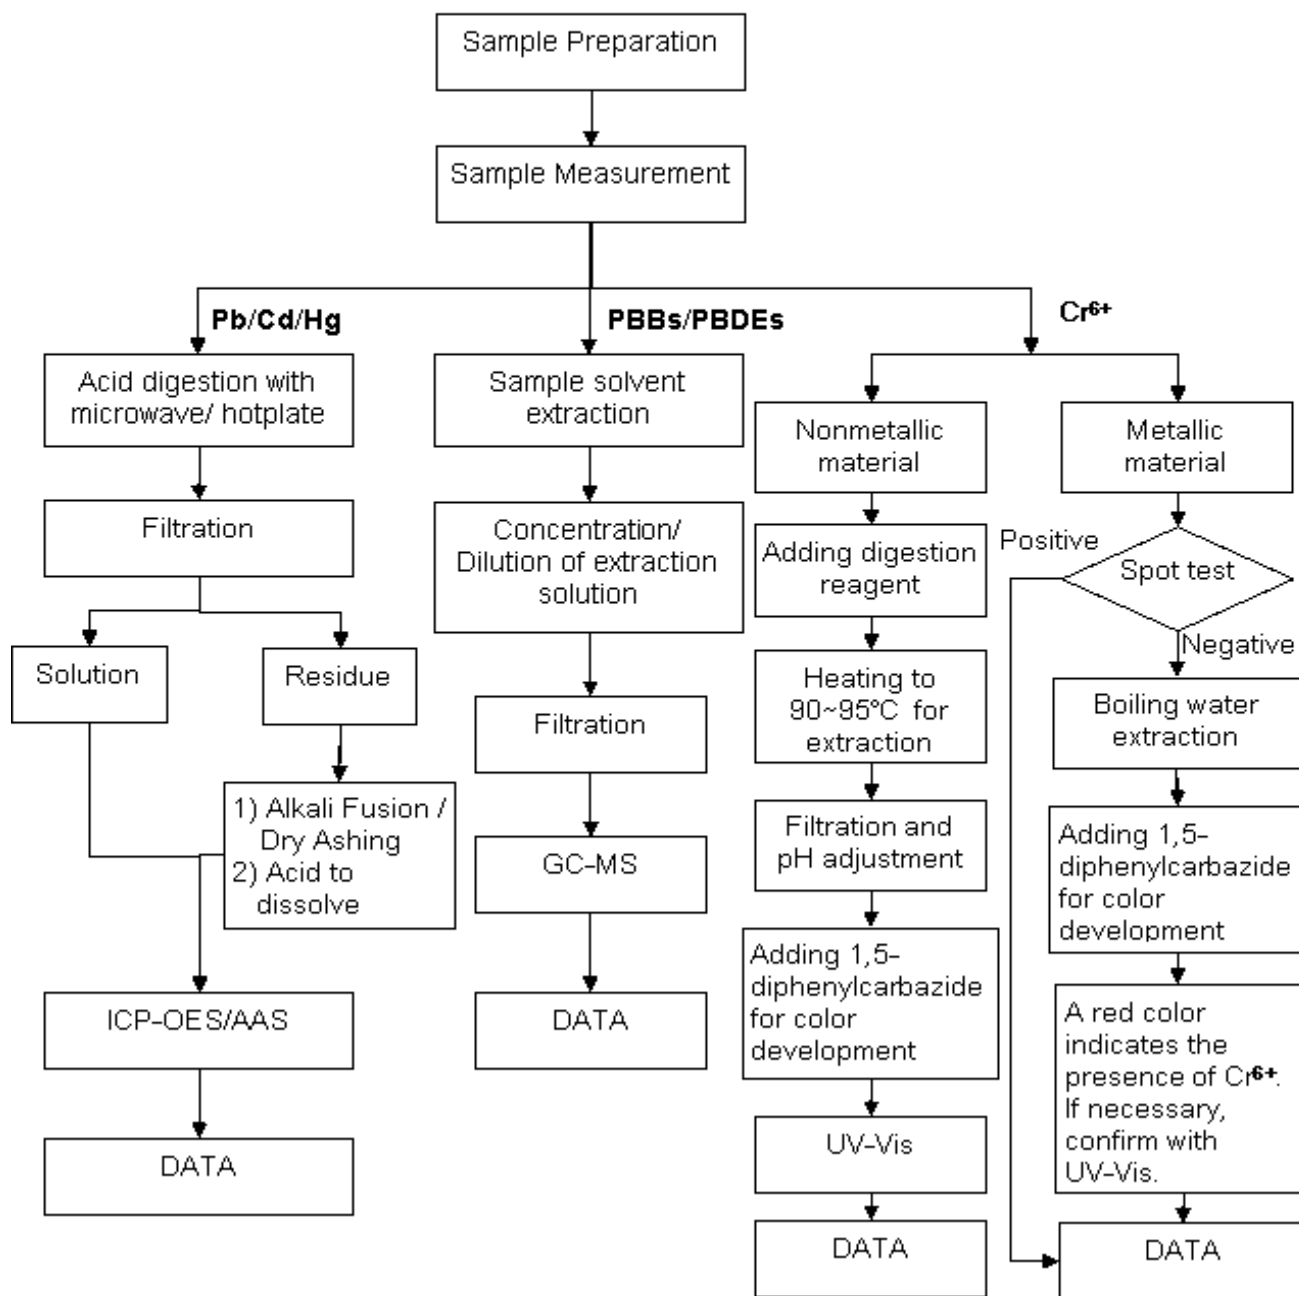 Sample Preparation
Sample Measurement
Pb/Cd/Hg
PBBs/PBDEs
Cr6+
Acid digestion with
microwave/ hotplate
Filtration
Solution
Residue
1) Alkali Fusion /
Dry Ashing
2) Acid to
dissolve
ICP-OES/AAS
DATA
Sample solvent
extraction
Concentration/
Dilution of extraction
solution
Filtration
GC-MS
DATA
Nonmetallic
material
Adding digestion
reagent
Heating to
90~95°C for
extraction
Filtration and
pH adjustment
Adding 1,5-
diphenylcarbazide
for color
development
UV-Vis
DATA
Metallic
material
Positive
Spot test
Negative
Boiling water
extraction
Adding 1,5-
diphenylcarbazide
for color
development
A red color
indicates the
presence of Cr6+.
If necessary,
confirm with
UV-Vis.
DATA